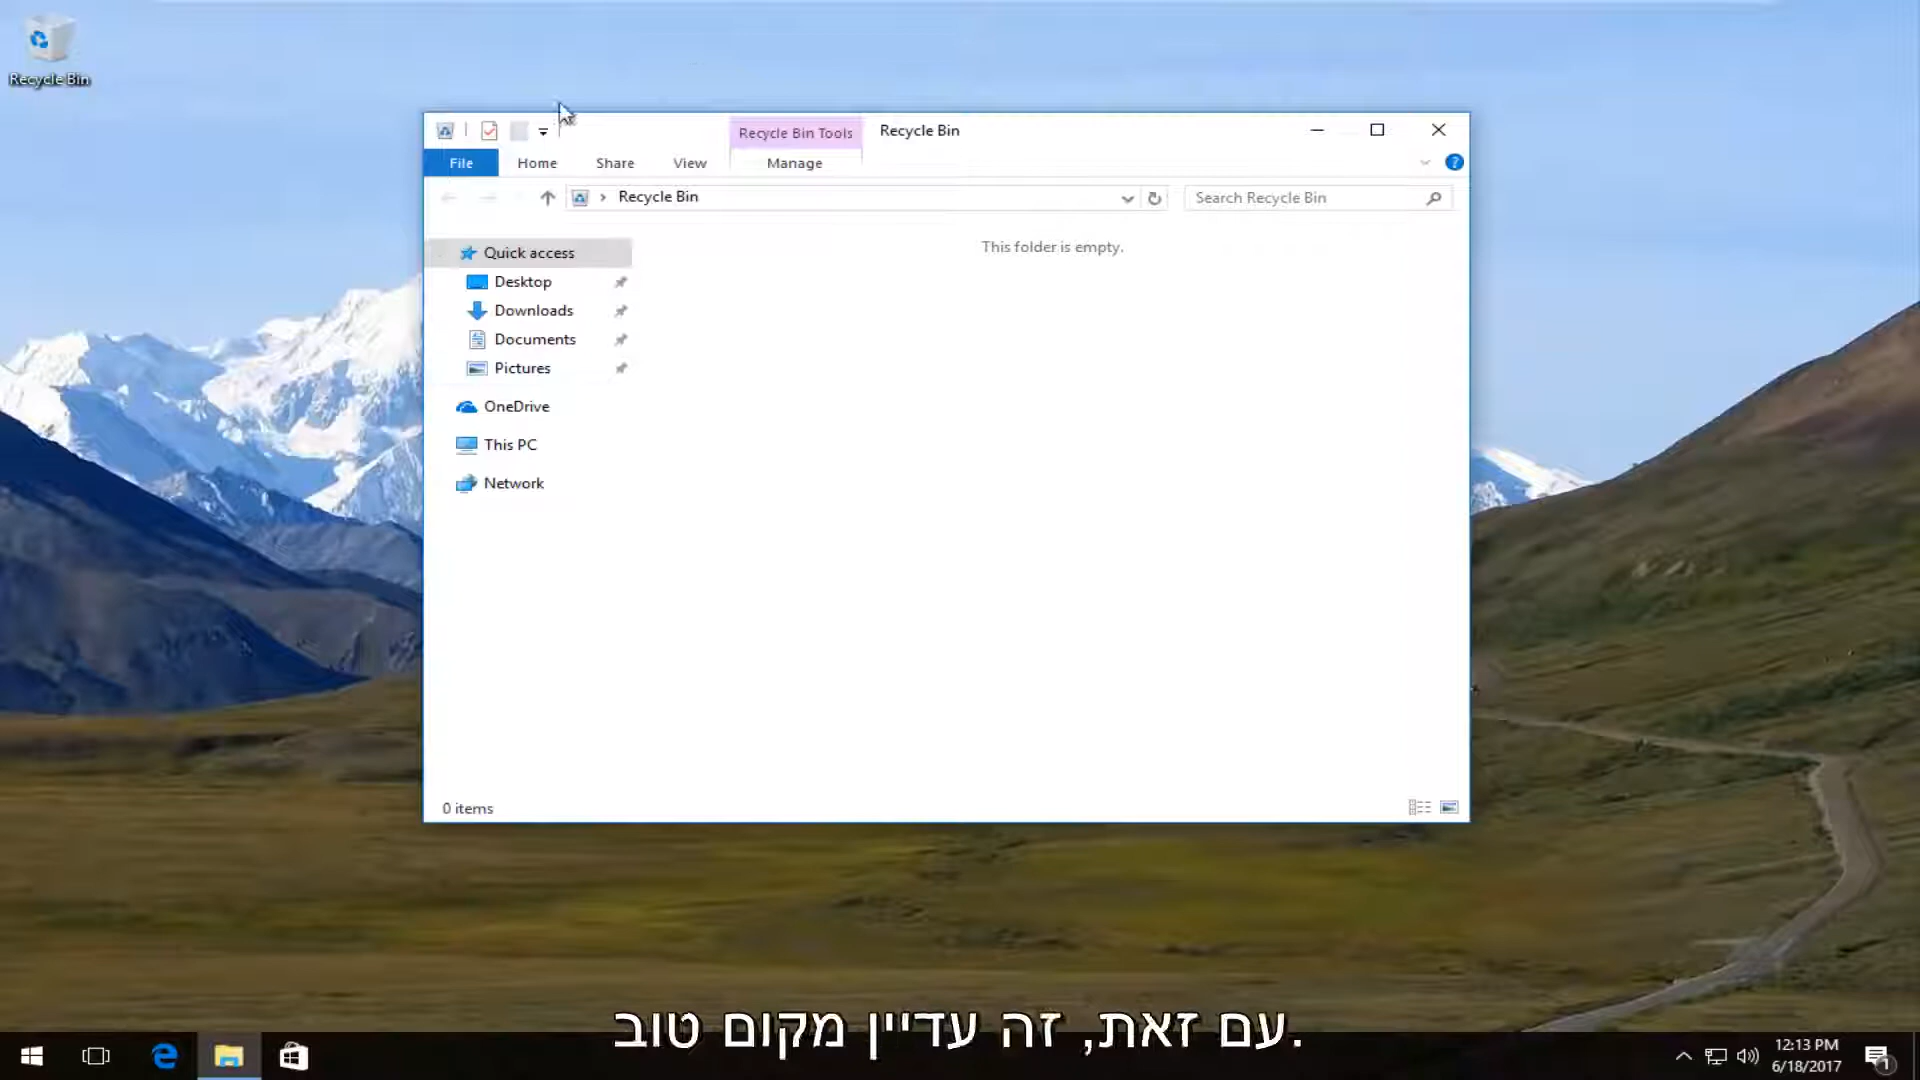 Recycle Bin
Recycle Bin Tools
Recycle Bin
File
Home
Share
View
Manage
Recycle Bin
Search Recycle Bin
Quick access
This folder is empty.
Desktop
Downloads
Documents
Pictures
OneDrive
This PC
Network
0 items
עם זאת, זה עדיין מקום טוב.
12:13 PM
6/18/2017
1